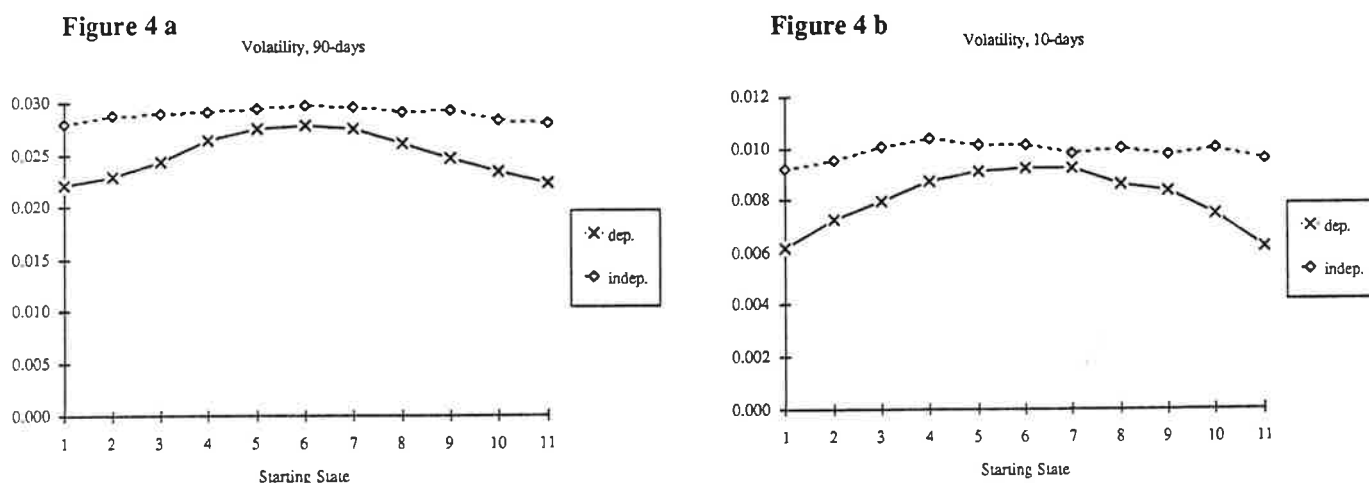 Figure 4 a
Volatility, 90-days
0.030
0.025
0.020
0.015
0.010
0.005
0.000
1 2 3 4 5 6 7 8 9 10 11
Starting State
dep.
indep.
Figure 4 b
Volatility, 10-days
0.012
0.010
0.008
0.006
0.004
0.002
0.000
1 2 3 4 5 6 7 8 9 10 11
Starting State
dep.
indep.